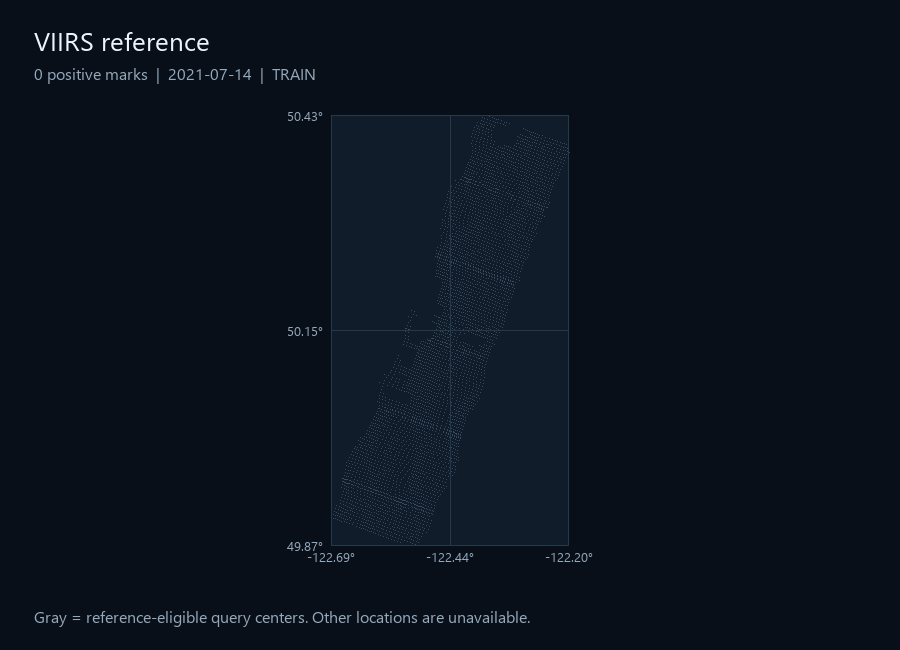 VIIRS reference
0 positive marks | 2021-07-14 | TRAIN
50.43°
50.15°
49.87°
-122.69° -122.44° -122.20°
Gray = reference-eligible query centers. Other locations are unavailable.